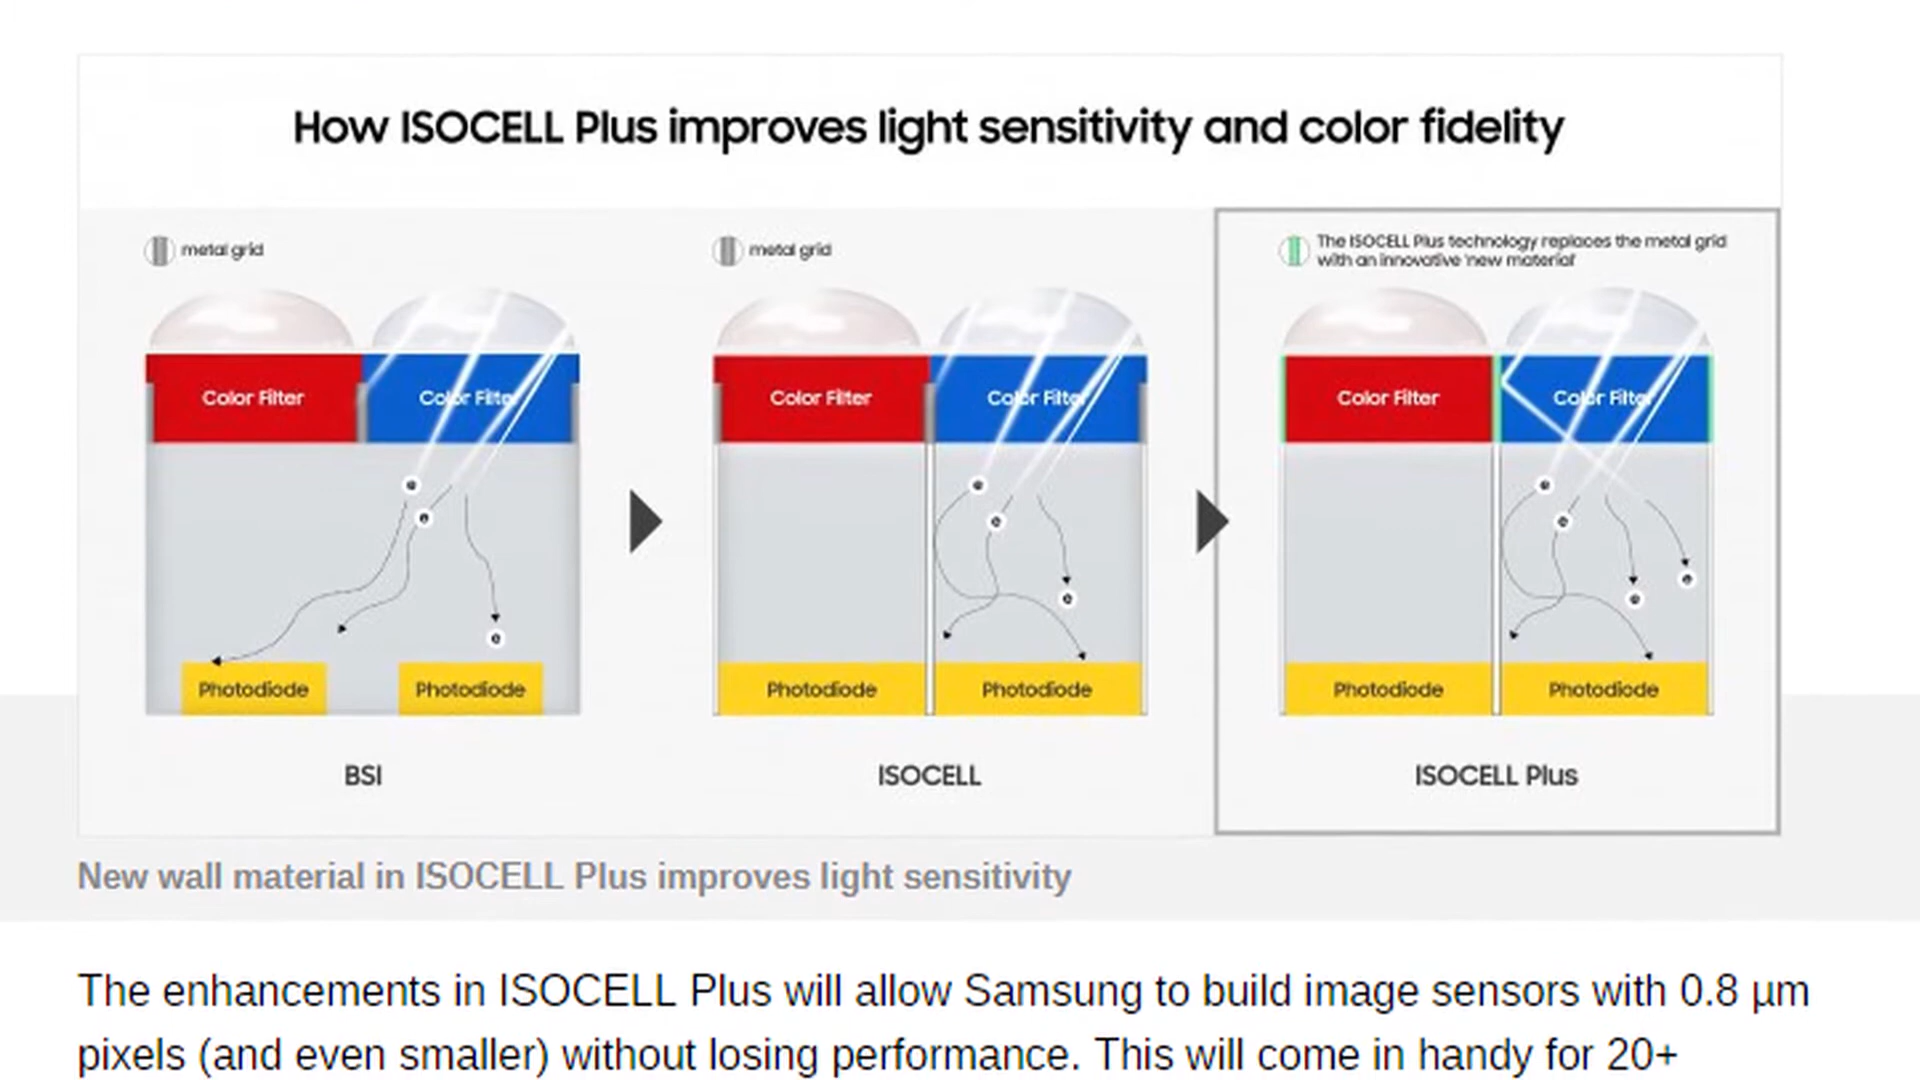 How ISOCELL Plus improves light sensitivity and color fidelity
metal grid
metal grid
The ISOCELL Plus technology replaces the metal grid
with an innovative 'new material'
Color Filter
Color Filter
Color Filter
Color Filter
Color Filter
Color Filter
e
e
e
e
e
e
e
e
e
e
Photodiode
Photodiode
Photodiode
Photodiode
Photodiode
Photodiode
BSI
ISOCELL
ISOCELL Plus
New wall material in ISOCELL Plus improves light sensitivity
The enhancements in ISOCELL Plus will allow Samsung to build image sensors with 0.8 µm
pixels (and even smaller) without losing performance. This will come in handy for 20+